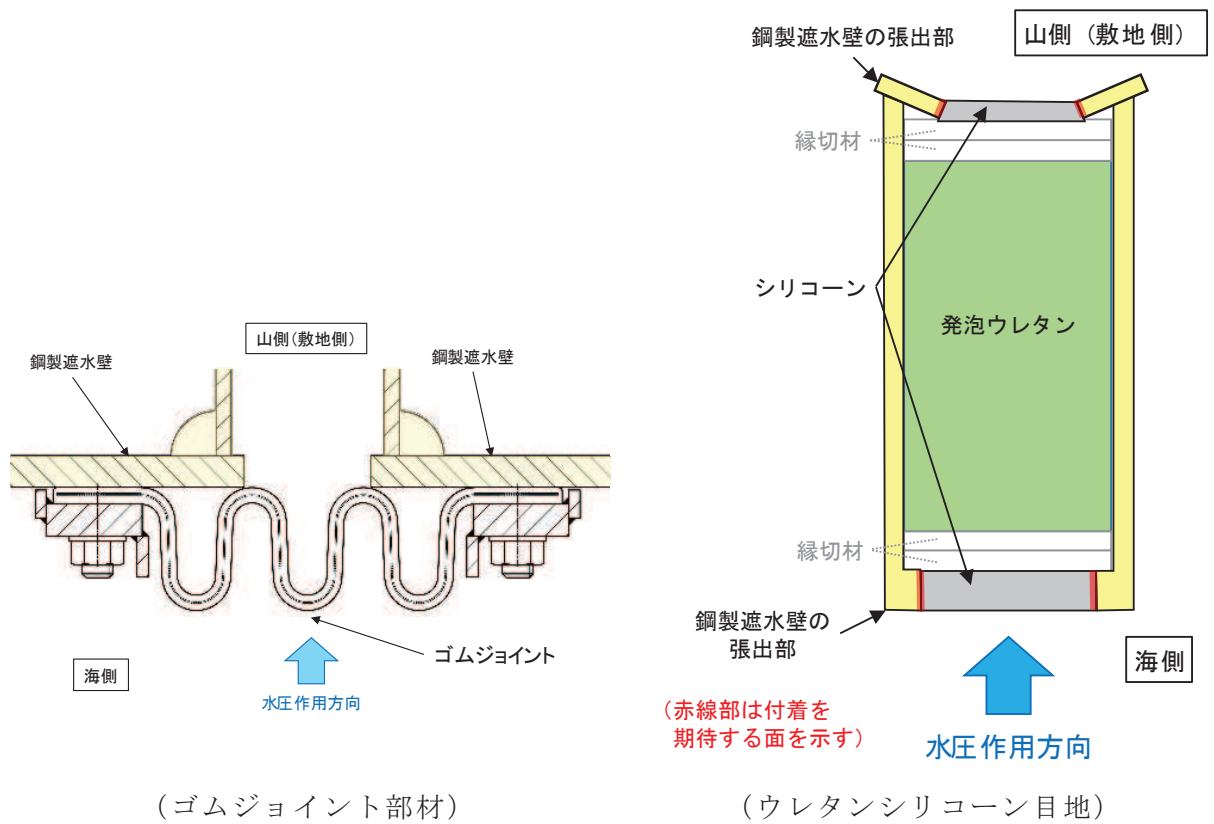 山側(敷地側)
鋼製遮水壁
鋼製遮水壁
ゴムジョイント
海側
水圧作用方向
(ゴムジョイント部材)
鋼製遮水壁の張出部
山側(敷地側)
縁切材
シリコーン
発泡ウレタン
縁切材
鋼製遮水壁の
張出部
海側
(赤線部は付着を
期待する面を示す)
水圧作用方向
(ウレタンシリコーン目地)